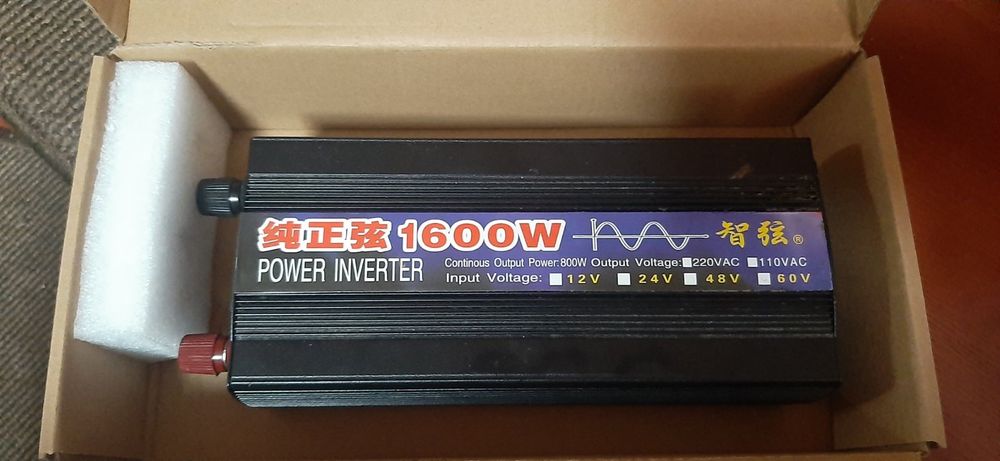 纯正弦 1600W 智弦®
POWER INVERTER
Continous Output Power:800W Output Voltage: 220VAC 110VAC
Input Voltage: 12V 24V 48V 60V